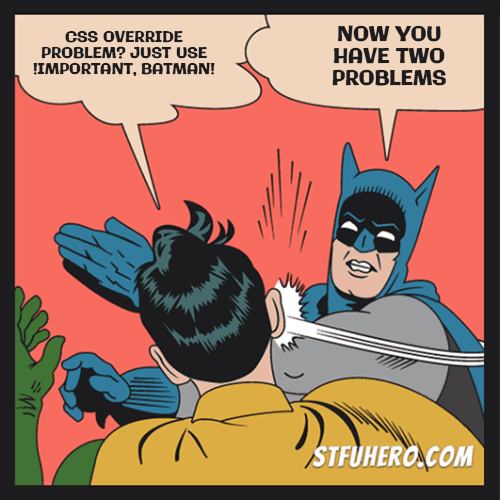 CSS OVERRIDE
PROBLEM? JUST USE
!IMPORTANT, BATMAN!
NOW YOU
HAVE TWO
PROBLEMS
STFUHERO.COM